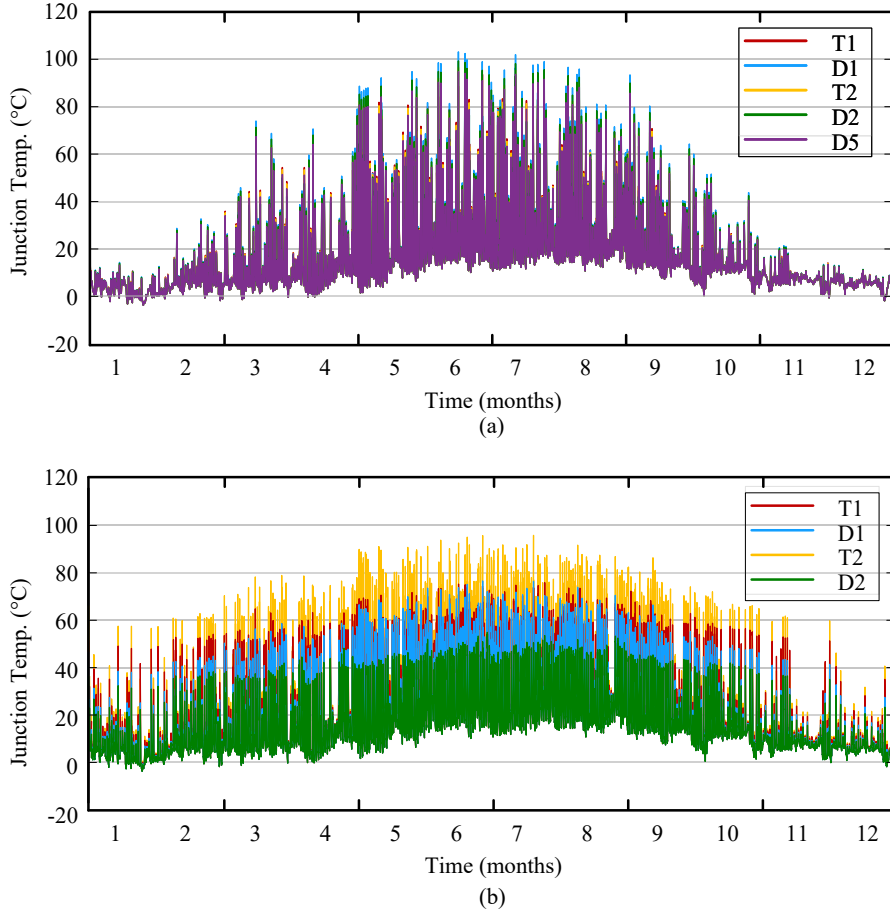 120
100
80
60
40
20
0
-20
Junction Temp. (°C)
T1
D1
T2
D2
D5
1 2 3 4 5 6 7 8 9 10 11 12
Time (months)
(a)
120
100
80
60
40
20
0
-20
Junction Temp. (°C)
T1
D1
T2
D2
1 2 3 4 5 6 7 8 9 10 11 12
Time (months)
(b)